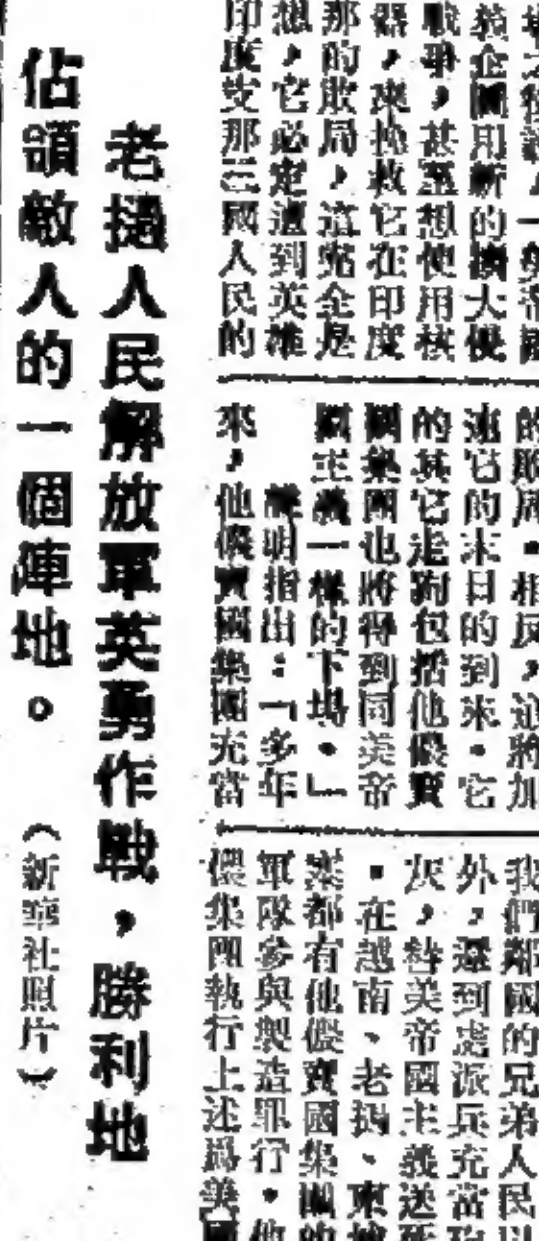 企圖用新的擴大侵
戰爭,甚至想使用核
器,來挽救它在印度
那的敗局,這完全是
想,它必定遭到英雄
印度支那三國人民的
的敗局。相反,這將加
速它的末日的到來。它
的其它走狗包括他儂寶
國集團也將得到同美帝
國主義一樣的下場。」
聲明指出:「多年
來,他儂寶國集團充當
我們鄰國的兄弟人民以
外,還到處派兵充當砲
灰,替美帝國主義送死
。在越南、老撾、柬埔
寨都有他儂寶國集團的
軍隊參與製造罪行。他
儂集團執行上述爲美國
老撾人民解放軍英勇作戰,勝利地
佔領敵人的一個陣地。 (新華社照片)